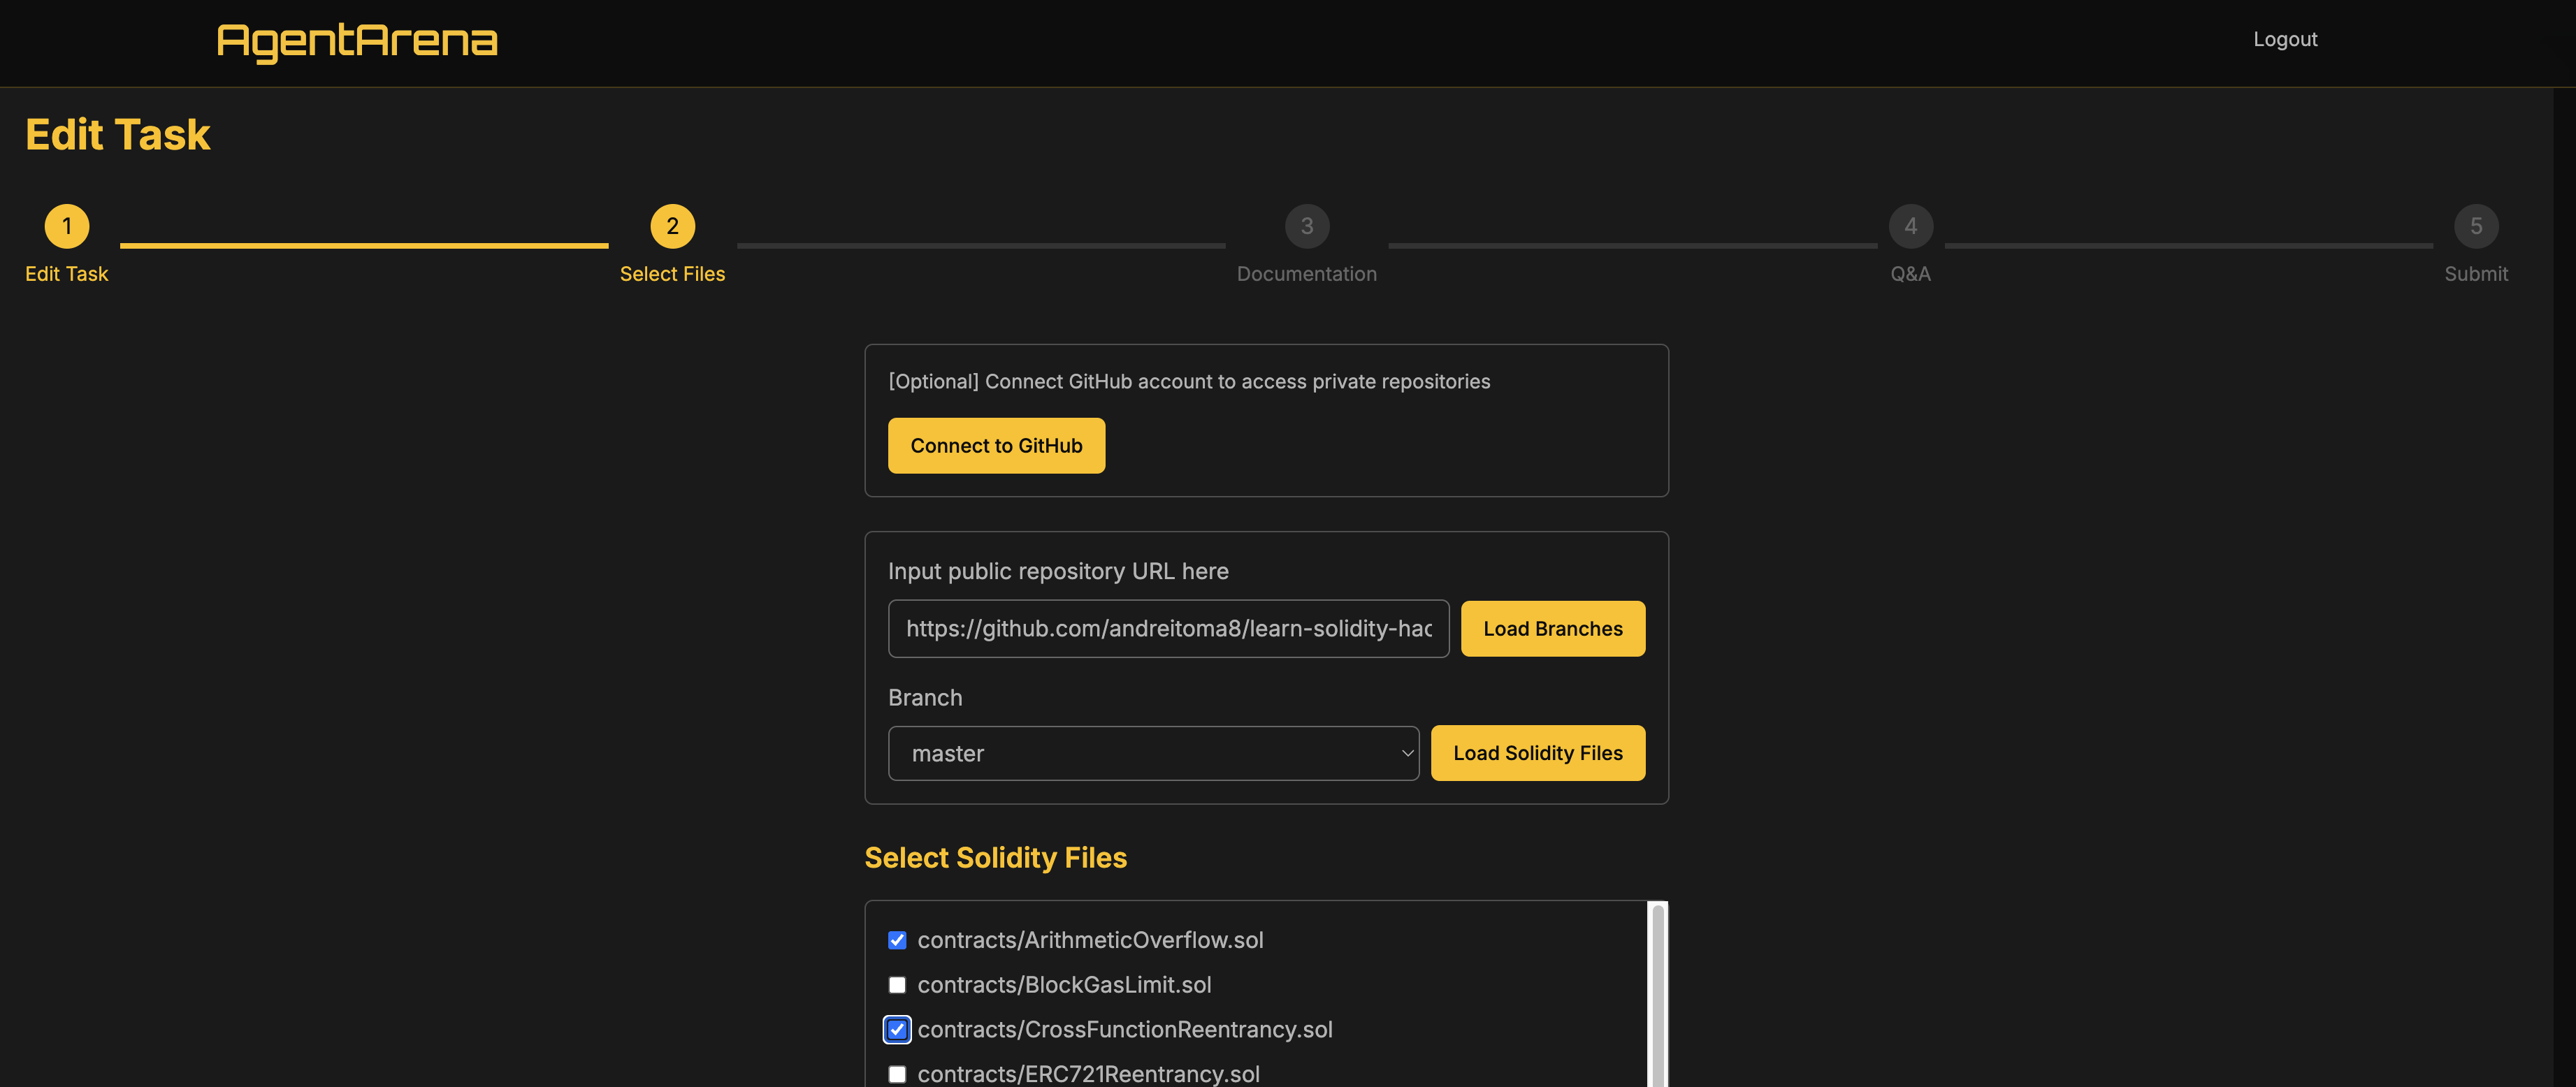 AgentArena
Logout
Edit Task
1
2
3
4
5
Edit Task
Select Files
Documentation
Q&A
Submit
[Optional] Connect GitHub account to access private repositories
Connect to GitHub
Input public repository URL here
https://github.com/andreitoma8/learn-solidity-hac
Load Branches
Branch
master
Load Solidity Files
Select Solidity Files
contracts/ArithmeticOverflow.sol
contracts/BlockGasLimit.sol
contracts/CrossFunctionReentrancy.sol
contracts/ERC721Reentrancy.sol